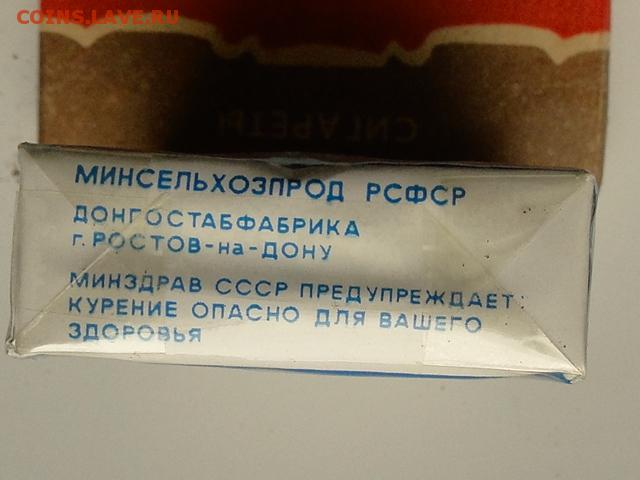 COINS.LAVE.RU
СИГАРЕТЫ
МИНСЕЛЬХОЗПРОД РСФСР
ДОНГОСТАБФАБРИКА
г. РОСТОВ-на-ДОНУ
МИНЗДРАВ СССР ПРЕДУПРЕЖДАЕТ:
КУРЕНИЕ ОПАСНО ДЛЯ ВАШЕГО
ЗДОРОВЬЯ